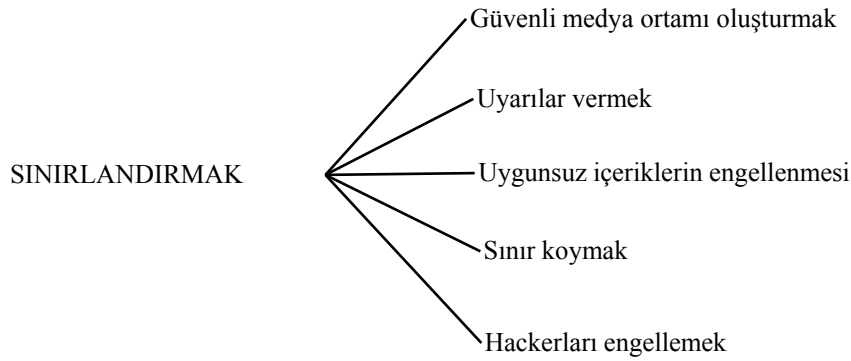 Güvenli medya ortamı oluşturmak
Uyarılar vermek
SINIRLANDIRMAK
Uygunsuz içeriklerin engellenmesi
Sınır koymak
Hackerları engellemek